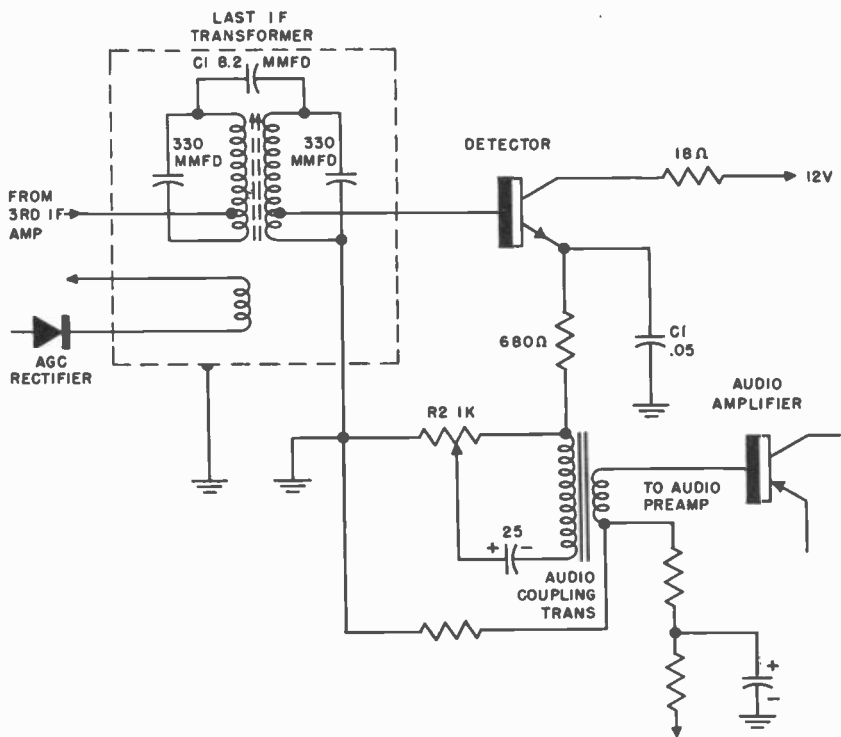 LAST IF
TRANSFORMER
C1 8.2 MMFD
330
MMFD
330
MMFD
DETECTOR
18Ω
12V
FROM
3RD IF
AMP
AGC
RECTIFIER
680Ω
C1
.05
AUDIO
AMPLIFIER
R2 1K
TO AUDIO
PREAMP
+ 25 -
AUDIO
COUPLING
TRANS
+
-